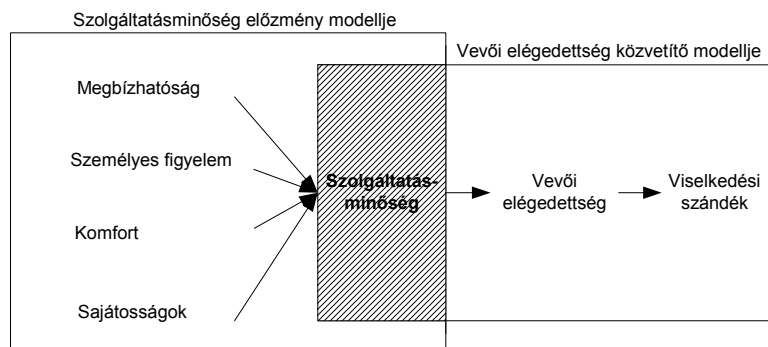 Szolgáltatásminőség előzmény modellje
Vevői elégedettség közvetítő modellje
Megbízhatóság
Személyes figyelem
Komfort
Sajátosságok
Szolgáltatás-
minőség
Vevői
elégedettség
Viselkedési
szándék